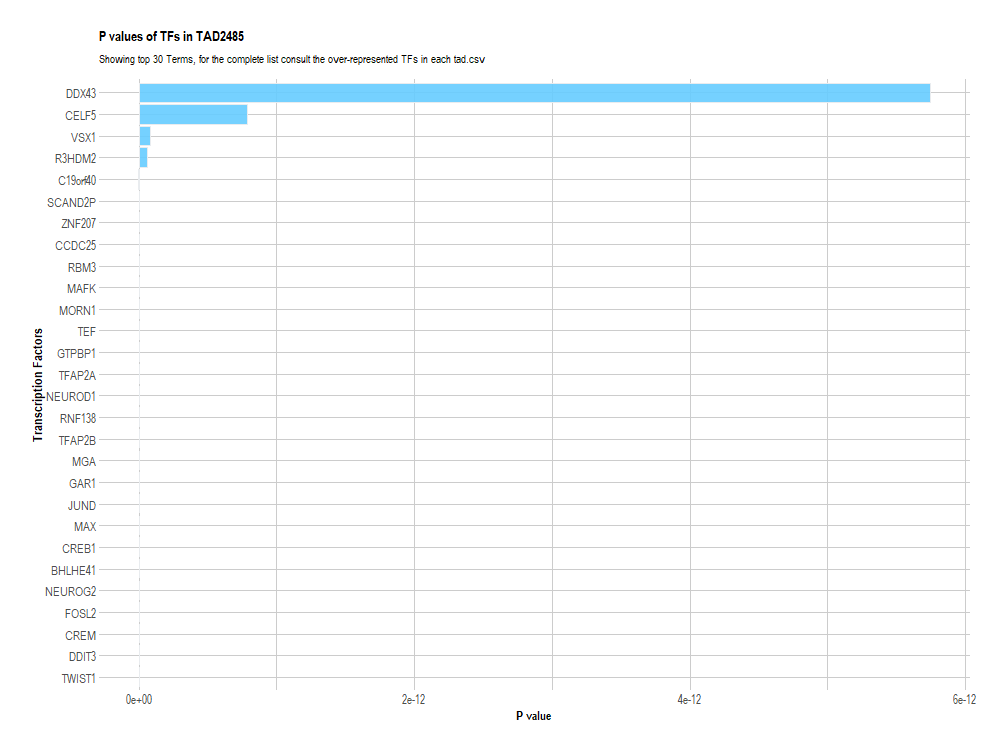 P values of TFs in TAD2485
Showing top 30 Terms, for the complete list consult the over-represented TFs in each tad.csv
DDX43
CELF5
VSX1
R3HDM2
C19orf40
SCAND2P
ZNF207
CCDC25
RBM3
MAFK
MORN1
TEF
GTPBP1
TFAP2A
NEUROD1
RNF138
TFAP2B
MGA
GAR1
JUND
MAX
CREB1
BHLHE41
NEUROG2
FOSL2
CREM
DDIT3
TWIST1
Transcription Factors
0e+00 2e-12 4e-12 6e-12
P value